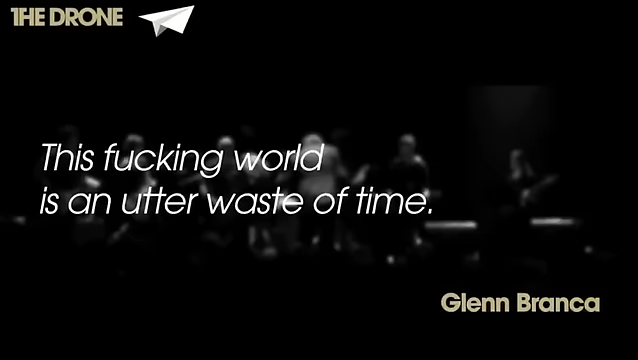 THE DRONE
This fucking world
is an utter waste of time.
Glenn Branca